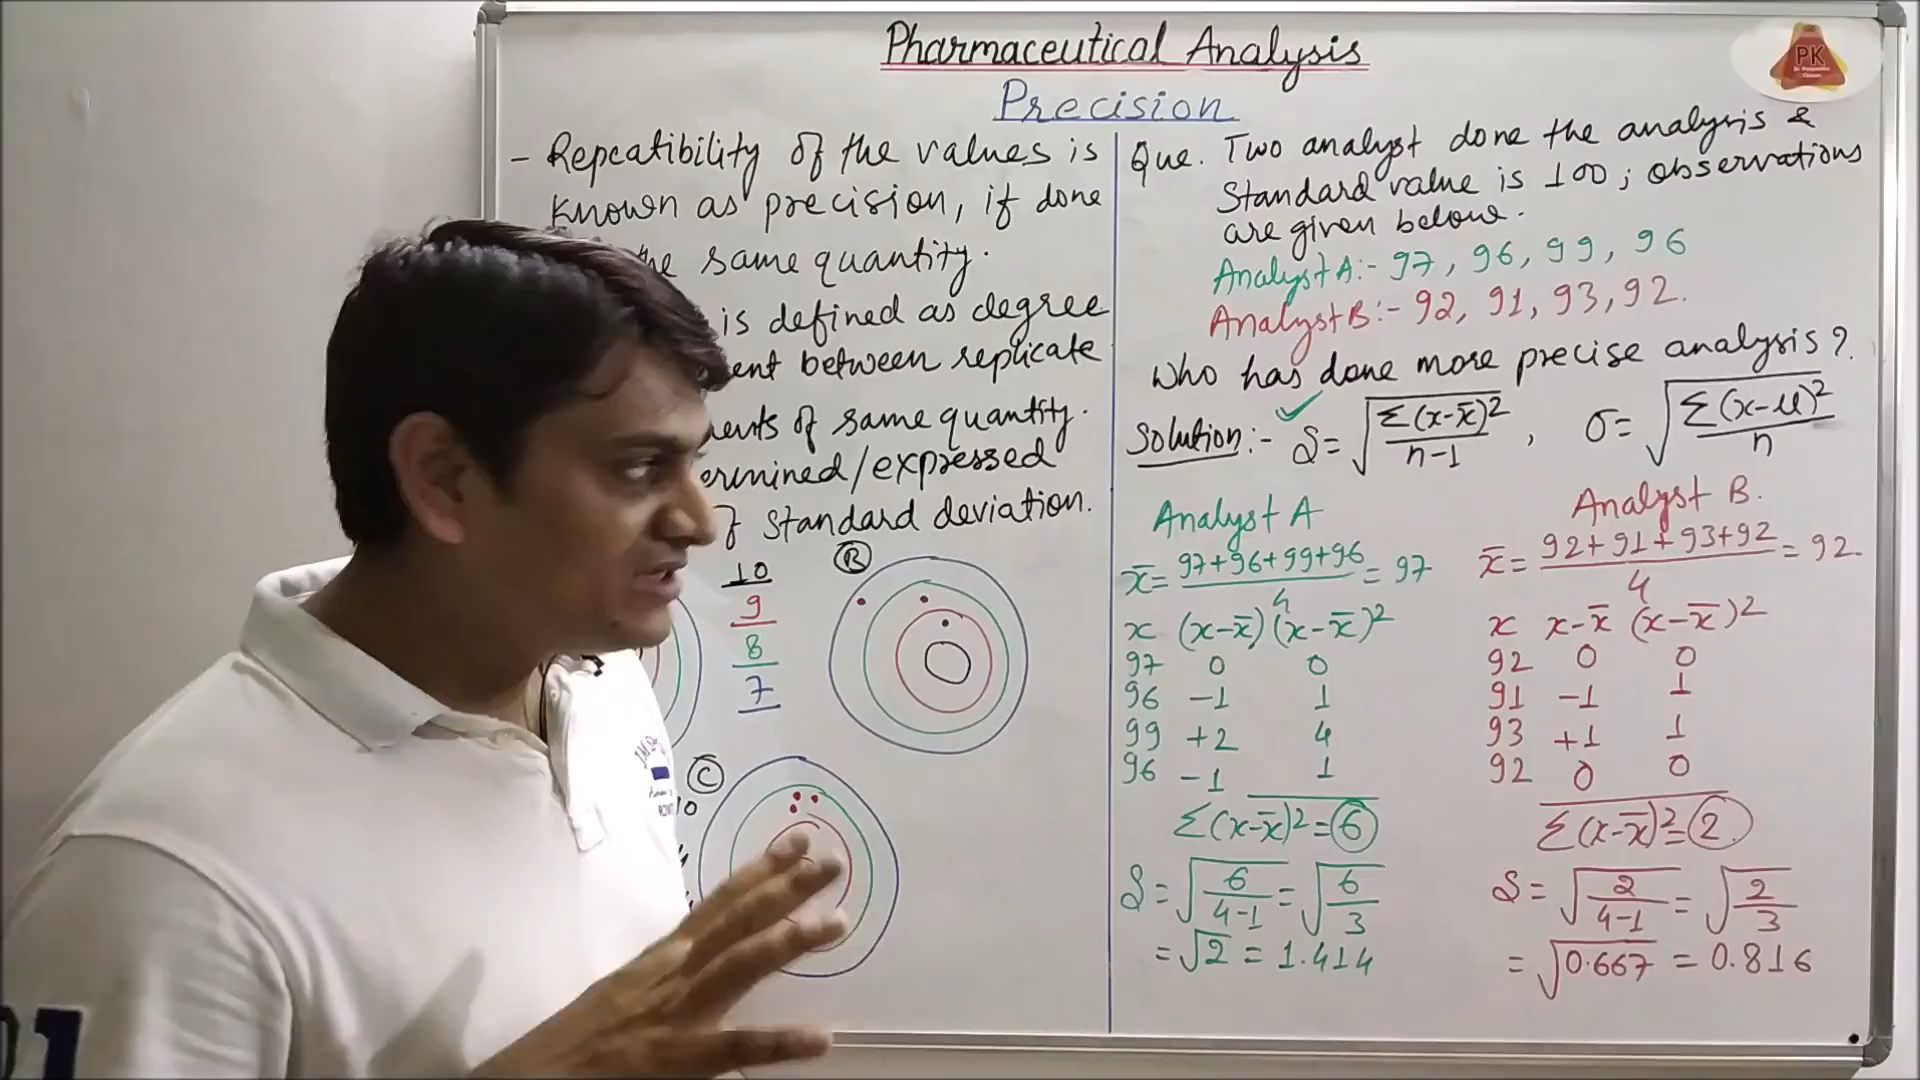 Pharmaceutical Analysis
PK
Precision
- Repeatibility of the values is
known as precision, if done
same quantity.
is defined as degree
between replicate
of same quantity.
/expressed
standard deviation.
10
9
8
7
B
C
10
Que. Two analyst done the analysis &
Standard value is 100; observations
are given below.
Analyst A:- 97, 96, 99, 96
Analyst B:- 92, 91, 93, 92.
Who has done more precise analysis?
Solution:- ✓ S = √(Σ(x-x̄)²/(n-1)) , σ = √(Σ(x-μ)²/n)
Analyst A
x̄ = (97+96+99+96)/4 = 97
x (x-x̄) (x-x̄)²
97 0 0
96 -1 1
99 +2 4
96 -1 1
Σ(x-x̄)² = 6
S = √(6/(4-1)) = √(6/3)
= √2 = 1.414
Analyst B.
x̄ = (92+91+93+92)/4 = 92.
x x-x̄ (x-x̄)²
92 0 0
91 -1 1
93 +1 1
92 0 0
Σ(x-x̄)² = 2.
S = √(2/(4-1)) = √(2/3)
= √0.667 = 0.816